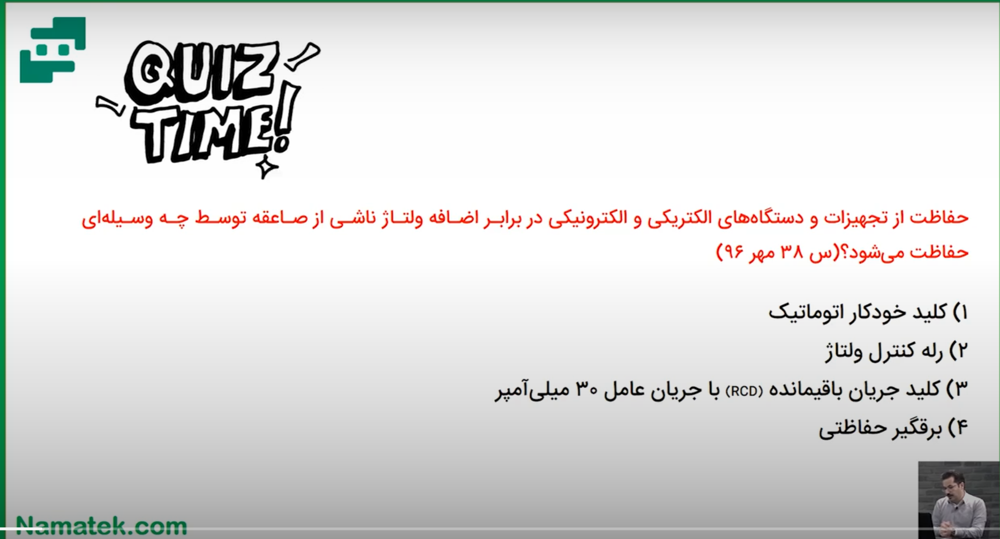 QUIZ
TIME!
حفاظت از تجهیزات و دستگاه‌های الکتریکی و الکترونیکی در برابر اضافه ولتاژ ناشی از صاعقه توسط چه وسیله‌ای
حفاظت می‌شود؟(س ۳۸ مهر ۹۶)
۱) کلید خودکار اتوماتیک
۲) رله کنترل ولتاژ
۳) کلید جریان باقیمانده (RCD) با جریان عامل ۳۰ میلی‌آمپر
۴) برقگیر حفاظتی
Namatek.com